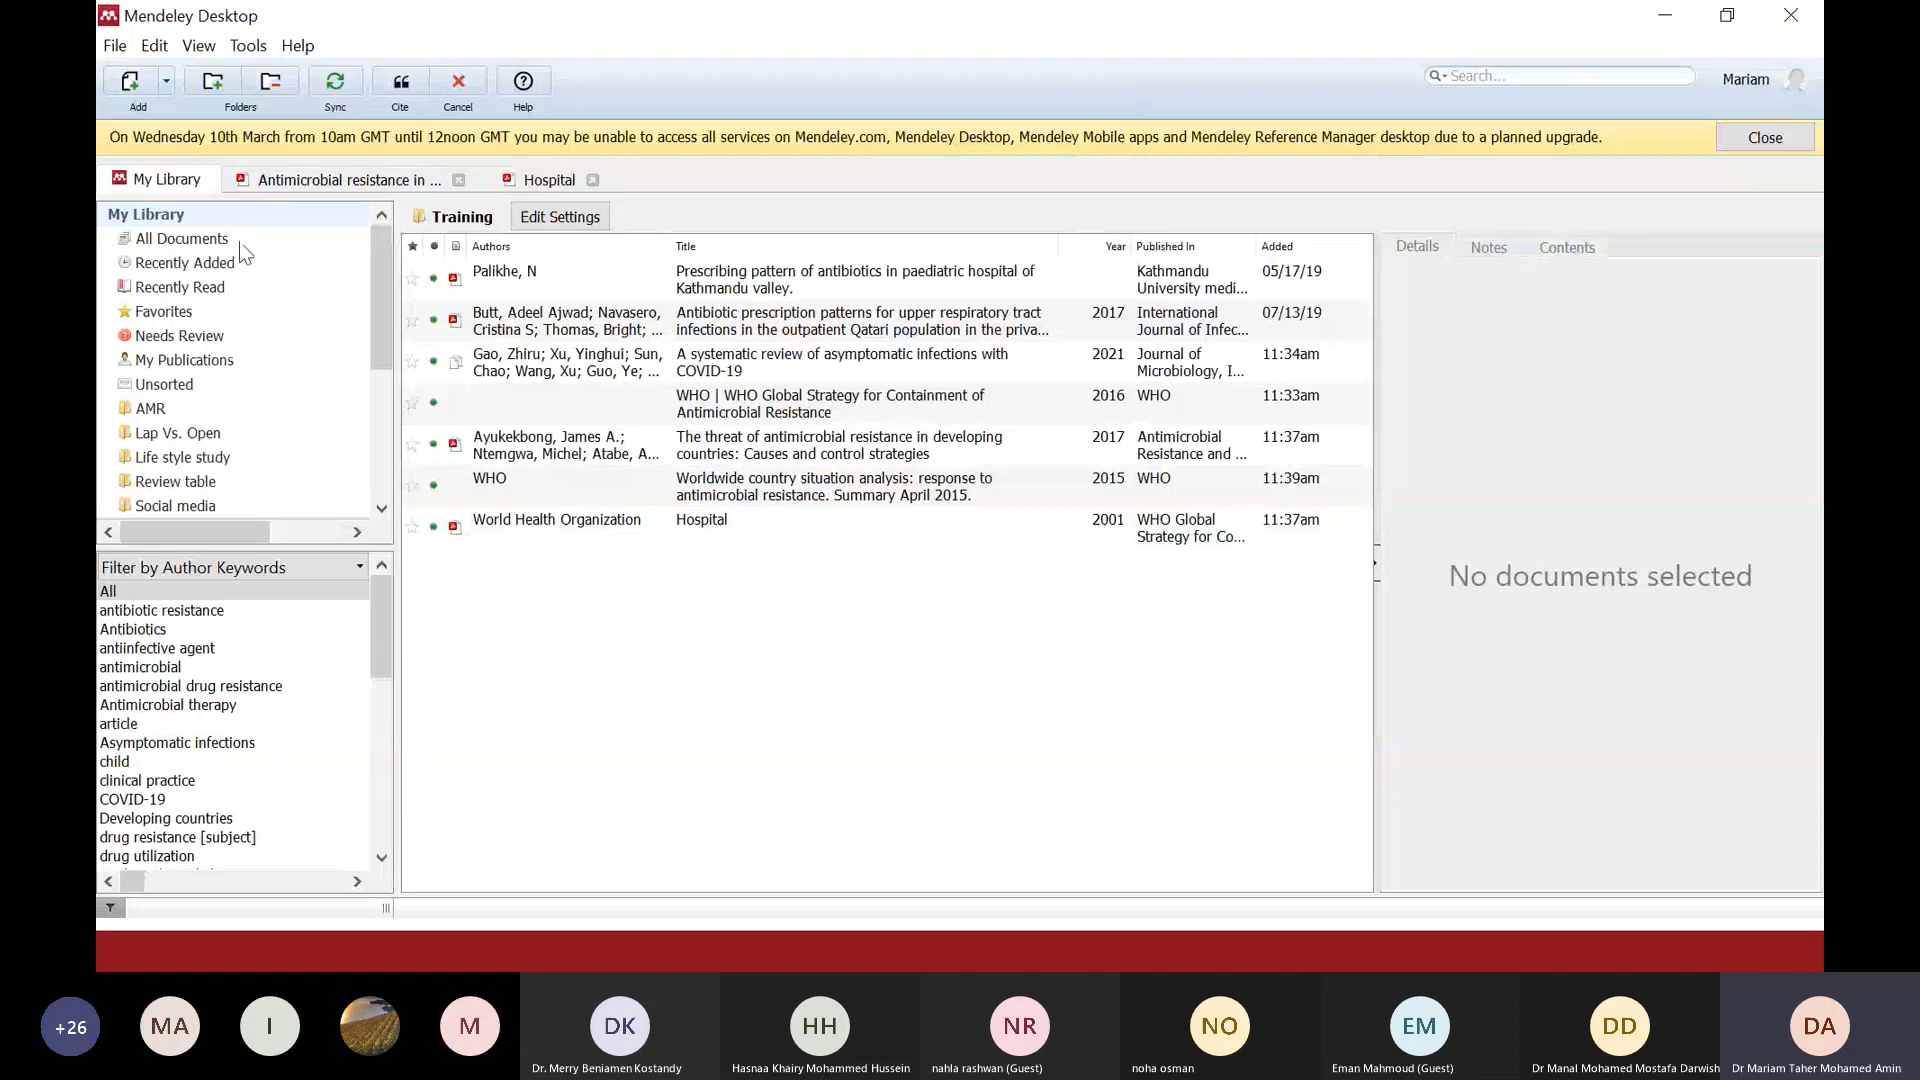 Mendeley Desktop
File Edit View Tools Help
Add Folders Sync Cite Cancel Help
Search...
Mariam
On Wednesday 10th March from 10am GMT until 12noon GMT you may be unable to access all services on Mendeley.com, Mendeley Desktop, Mendeley Mobile apps and Mendeley Reference Manager desktop due to a planned upgrade.
Close
My Library
Antimicrobial resistance in ...
Hospital
My Library
All Documents
Recently Added
Recently Read
Favorites
Needs Review
My Publications
Unsorted
AMR
Lap Vs. Open
Life style study
Review table
Social media
Filter by Author Keywords
All
antibiotic resistance
Antibiotics
antiinfective agent
antimicrobial
antimicrobial drug resistance
Antimicrobial therapy
article
Asymptomatic infections
child
clinical practice
COVID-19
Developing countries
drug resistance [subject]
drug utilization
Training
Edit Settings
Authors Title Year Published In Added
Palikhe, N Prescribing pattern of antibiotics in paediatric hospital of Kathmandu 05/17/19
Kathmandu valley. University medi...
Butt, Adeel Ajwad; Navasero, Antibiotic prescription patterns for upper respiratory tract 2017 International 07/13/19
Cristina S; Thomas, Bright; ... infections in the outpatient Qatari population in the priva... Journal of Infec...
Gao, Zhiru; Xu, Yinghui; Sun, A systematic review of asymptomatic infections with 2021 Journal of 11:34am
Chao; Wang, Xu; Guo, Ye; ... COVID-19 Microbiology, I...
WHO | WHO Global Strategy for Containment of 2016 WHO 11:33am
Antimicrobial Resistance
Ayukekbong, James A.; The threat of antimicrobial resistance in developing 2017 Antimicrobial 11:37am
Ntemgwa, Michel; Atabe, A... countries: Causes and control strategies Resistance and ...
WHO Worldwide country situation analysis: response to 2015 WHO 11:39am
antimicrobial resistance. Summary April 2015.
World Health Organization Hospital 2001 WHO Global 11:37am
Strategy for Co...
Details Notes Contents
No documents selected
+26 MA I M DK HH NR NO EM DD DA
Dr. Merry Beniamen Kostandy
Hasnaa Khairy Mohammed Hussein
nahla rashwan (Guest)
noha osman
Eman Mahmoud (Guest)
Dr Manal Mohamed Mostafa Darwish
Dr Mariam Taher Mohamed Amin